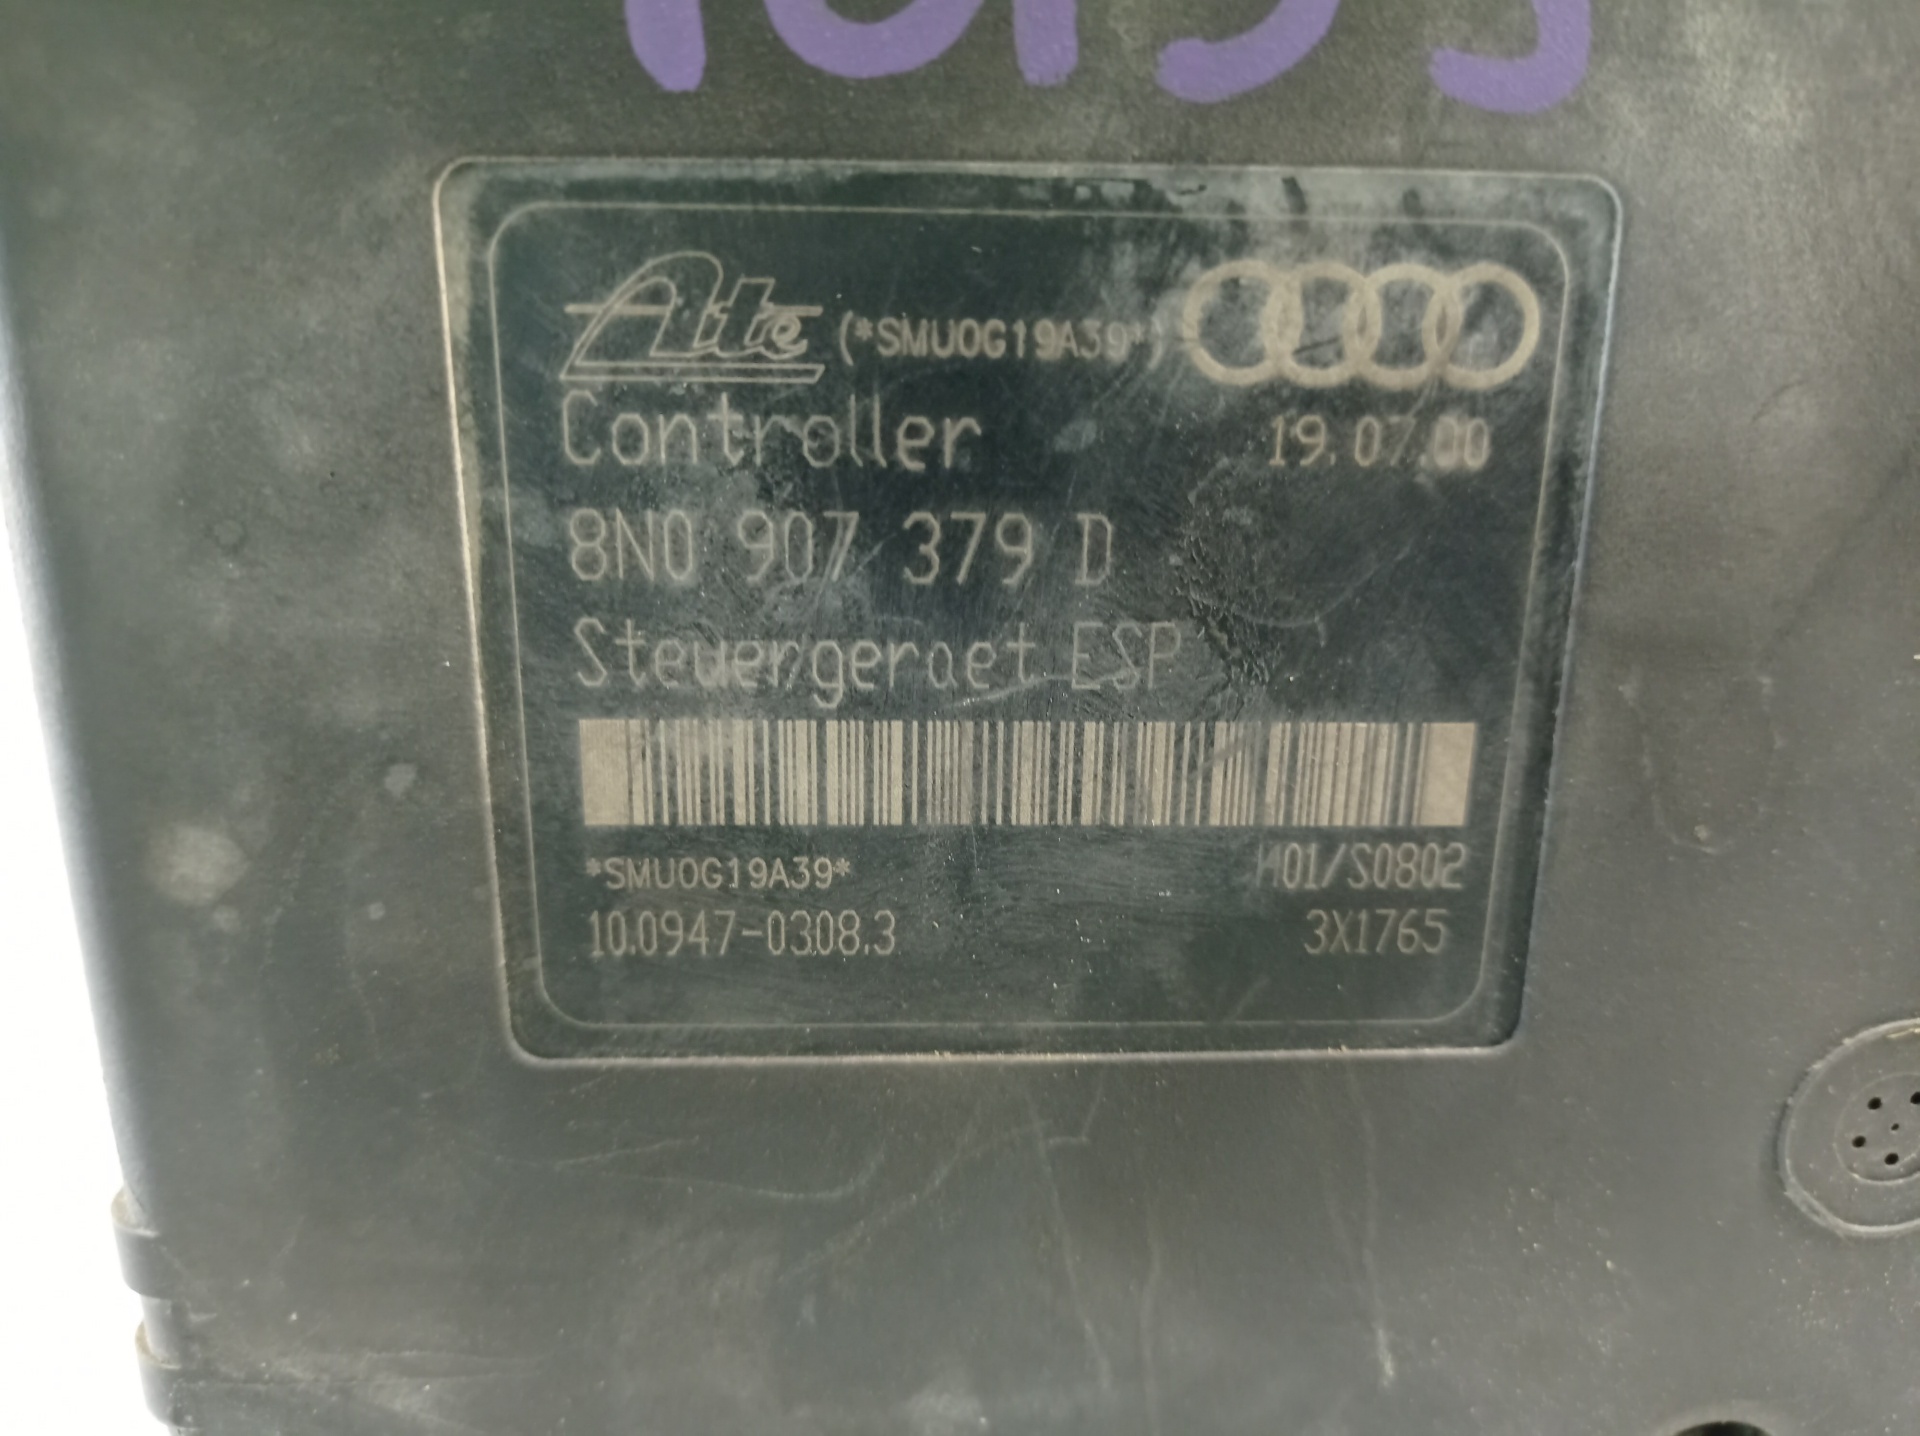 Ate (*SMU0G19A39*)
Controller 19.07.00
8N0 907 379 D
Steuergeraet ESP
*SMU0G19A39* H01/S0802
10.0947-0308.3 3X1765